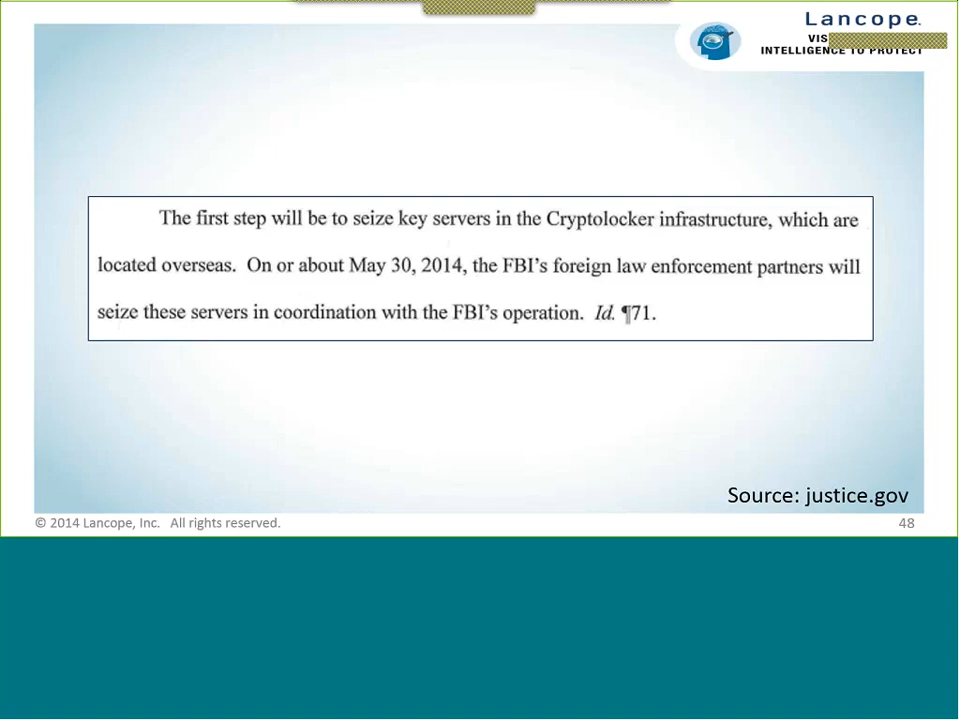 Lancope.
INTELLIGENCE TO PROTECT
The first step will be to seize key servers in the Cryptolocker infrastructure, which are
located overseas. On or about May 30, 2014, the FBI's foreign law enforcement partners will
seize these servers in coordination with the FBI's operation. Id. ¶71.
Source: justice.gov
© 2014 Lancope, Inc. All rights reserved.
48